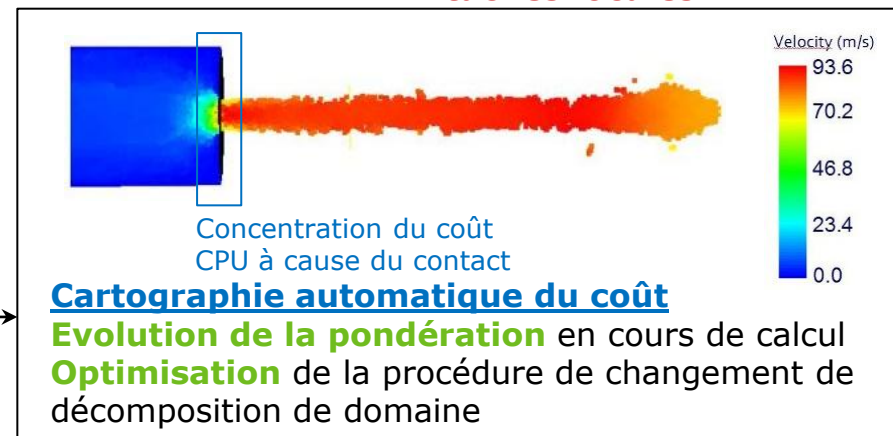 Velocity (m/s)
93.6
70.2
46.8
23.4
0.0
Concentration du coût
CPU à cause du contact
Cartographie automatique du coût
Evolution de la pondération en cours de calcul
Optimisation de la procédure de changement de
décomposition de domaine